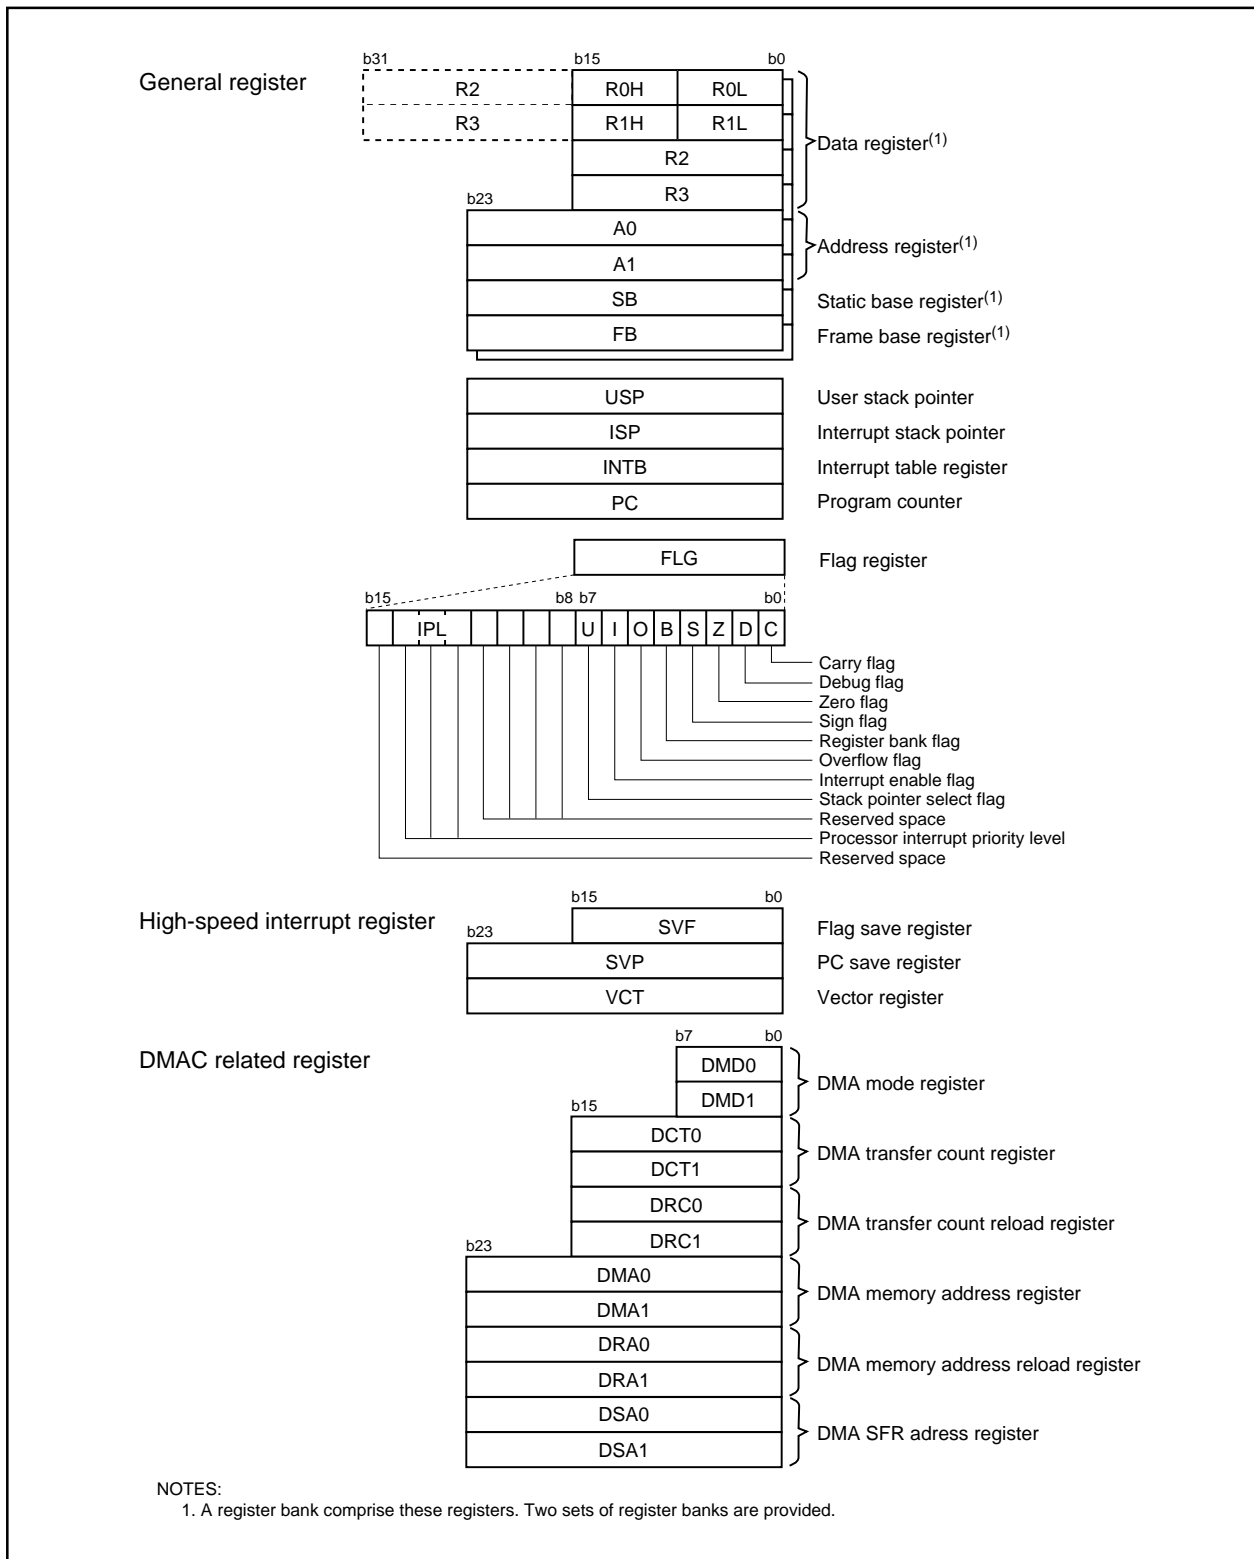 b31 b15 b0
General register R2 R0H R0L
R3 R1H R1L
Data register(1)
R2
R3
b23
A0
Address register(1)
A1
SB Static base register(1)
FB Frame base register(1)
USP User stack pointer
ISP Interrupt stack pointer
INTB Interrupt table register
PC Program counter
FLG Flag register
b15 b8 b7 b0
IPL U I O B S Z D C
Carry flag
Debug flag
Zero flag
Sign flag
Register bank flag
Overflow flag
Interrupt enable flag
Stack pointer select flag
Reserved space
Processor interrupt priority level
Reserved space
b15 b0
High-speed interrupt register SVF Flag save register
b23
SVP PC save register
VCT Vector register
b7 b0
DMAC related register DMD0
DMA mode register
DMD1
b15
DCT0
DMA transfer count register
DCT1
DRC0
DMA transfer count reload register
DRC1
b23
DMA0
DMA memory address register
DMA1
DRA0
DMA memory address reload register
DRA1
DSA0
DMA SFR adress register
DSA1
NOTES:
1. A register bank comprise these registers. Two sets of register banks are provided.